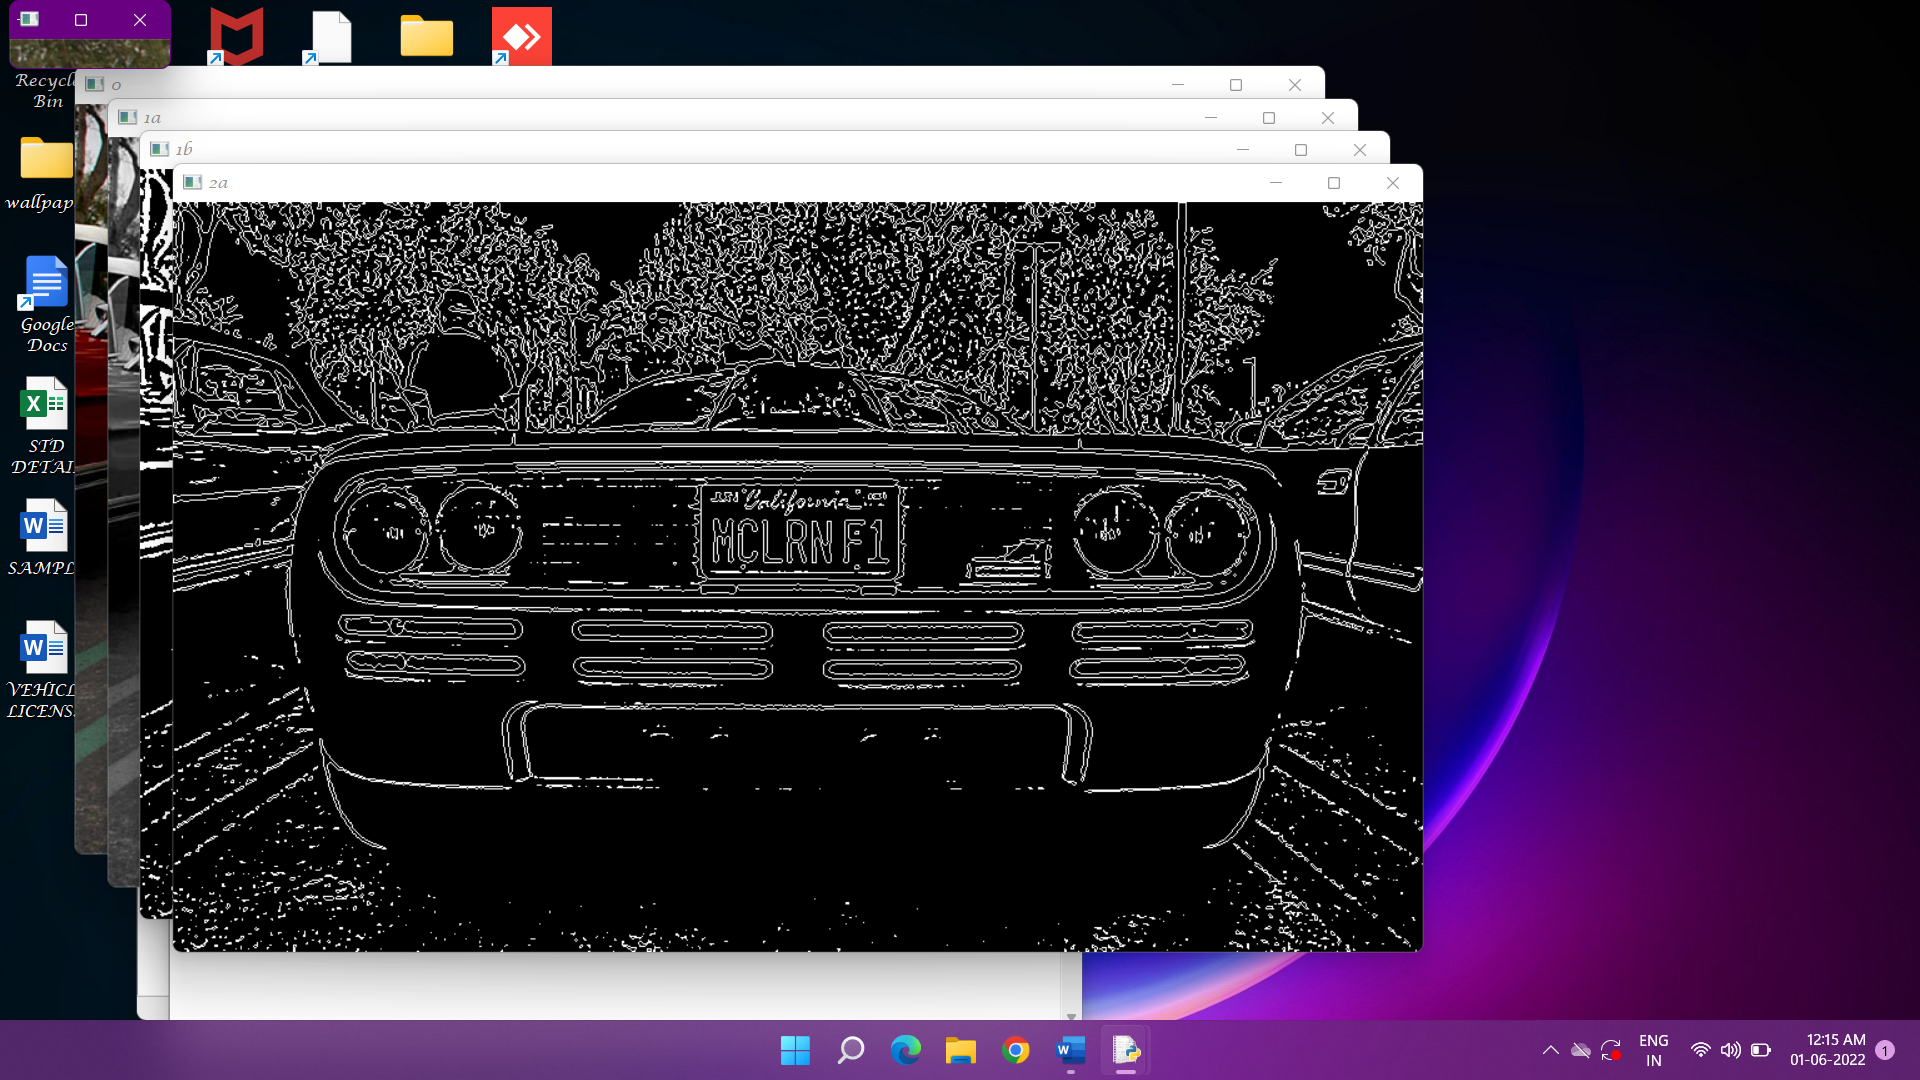 Recycle
Bin
0
1a
1b
2a
wallpap
Google
Docs
STD
DETAI
SAMPL
VEHICL
LICENS
California
MCLRN F1
ENG
IN
12:15 AM
01-06-2022
1